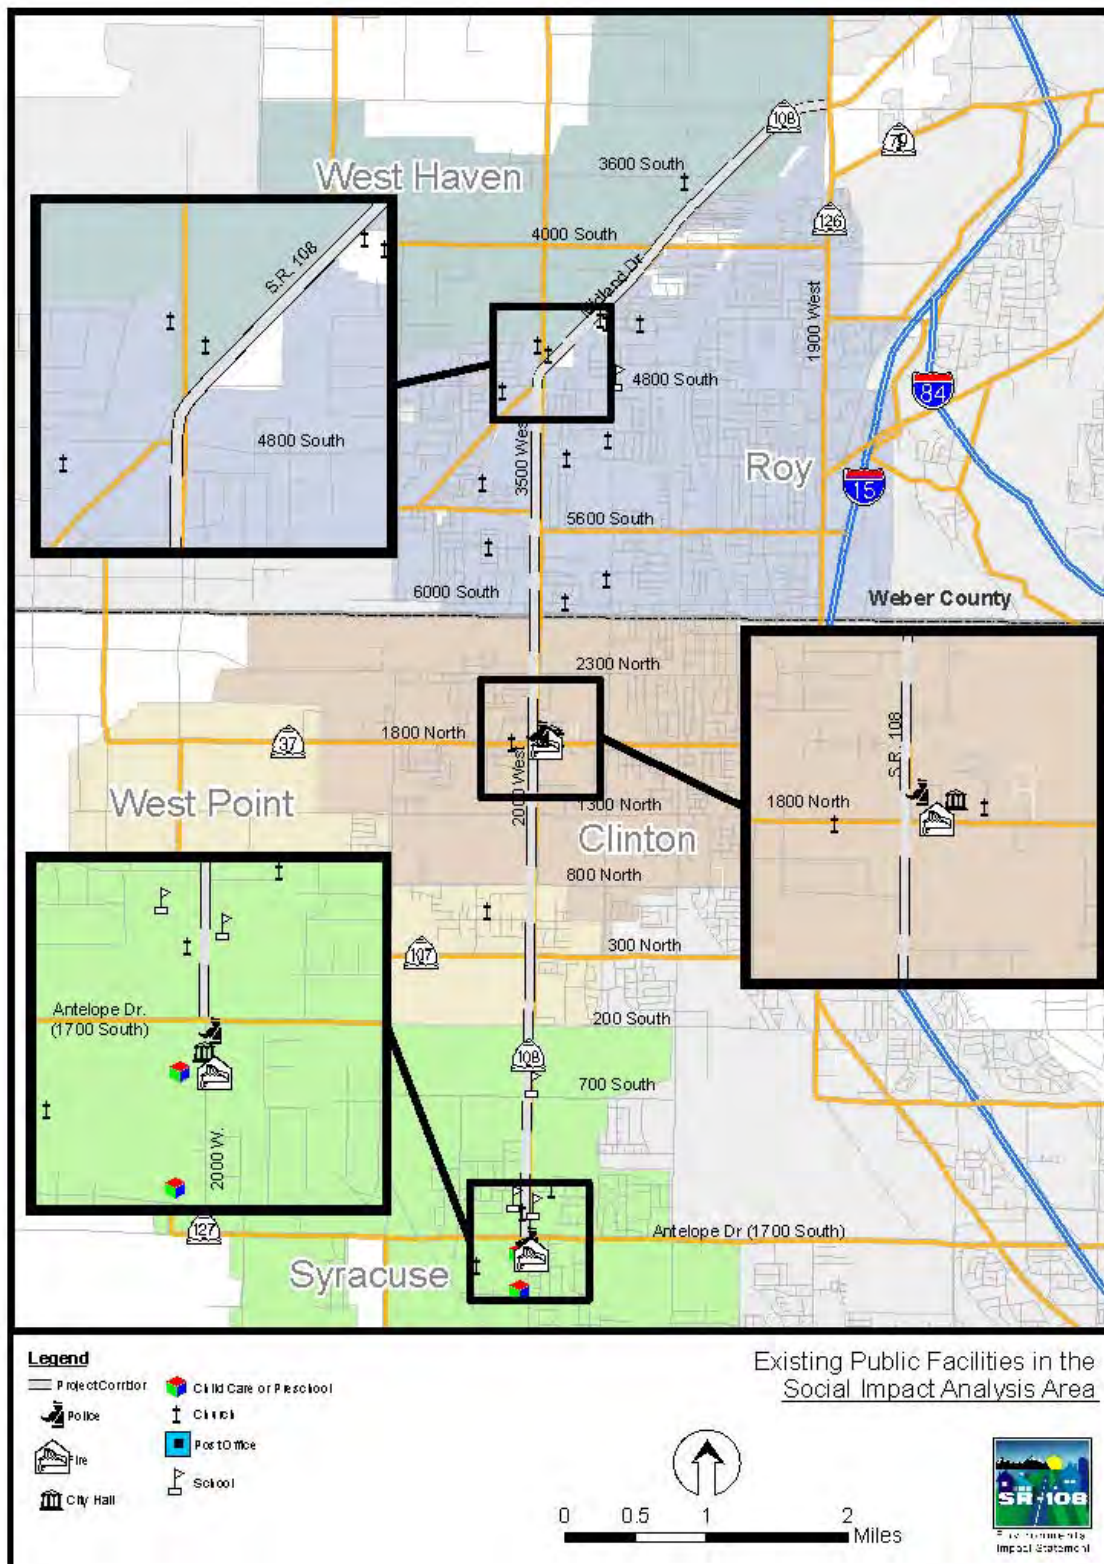 108
79
3600 South
West Haven
126
4000 South
S.R. 108
Midland Dr.
1900 West
4800 South
84
4800 South
3500 West
Roy
15
5600 South
6000 South
Weber County
2300 North
1800 North
37
2000 West
S.R. 108
1800 North
West Point
1300 North
Clinton
800 North
300 North
107
Antelope Dr.
(1700 South)
200 South
108
700 South
2000 W.
127
Antelope Dr (1700 South)
Syracuse
Legend
Project Corridor
Police
Fire
City Hall
Child Care or Preschool
Church
Post Office
School
Existing Public Facilities in the
Social Impact Analysis Area
0 0.5 1 2
Miles
SR-108
Environmental
Impact Statement